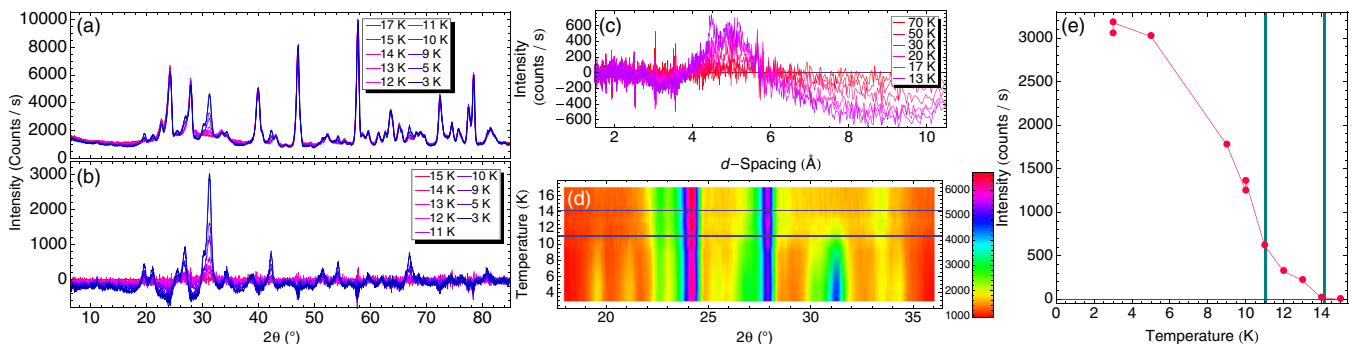 (a)
17 K 11 K
15 K 10 K
14 K 9 K
13 K 5 K
12 K 3 K
10000
8000
6000
4000
2000
0
Intensity (Counts / s)
(b)
15 K 10 K
14 K 9 K
13 K 5 K
12 K 3 K
11 K
3000
2000
1000
0
10 20 30 40 50 60 70 80
2θ (°)
(c)
70 K
50 K
30 K
20 K
17 K
13 K
600
400
200
0
−200
−400
−600
Intensity
(counts / s)
2 4 6 8 10
d−Spacing (Å)
(d)
16
14
12
10
8
6
4
Temperature (K)
20 25 30 35
2θ (°)
6000
5000
4000
3000
2000
1000
(e)
3000
2500
2000
1500
1000
500
0
Intensity (counts / s)
0 2 4 6 8 10 12 14
Temperature (K)